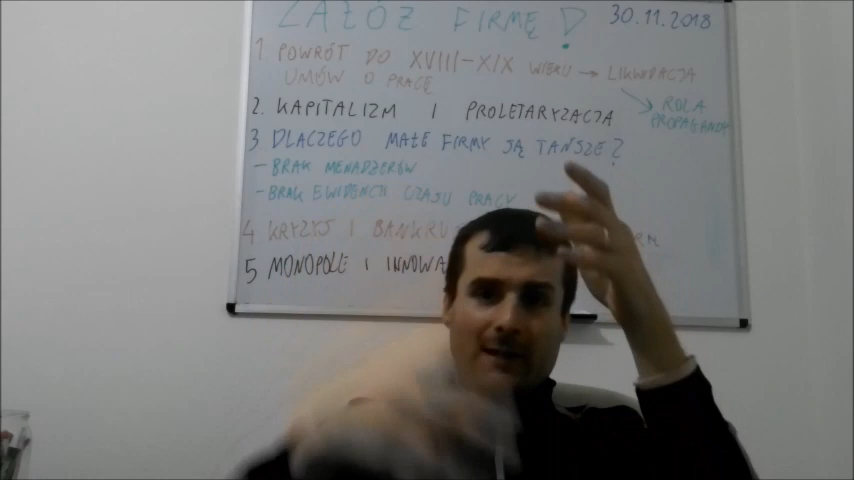 ZAŁÓŻ FIRMĘ! 30.11.2018
1. POWRÓT DO XVIII-XIX WIEKU → LIKWIDACJA
UMÓW O PRACĘ
ROLA
PROPAGANDY
2. KAPITALIZM I PROLETARYZACJA
3 DLACZEGO MAŁE FIRMY SĄ TAŃSZE?
- BRAK MENADŻERÓW
- BRAK EWIDENCJI CZASU PRACY
4 KRYZYS I
5 MONOPOLE I